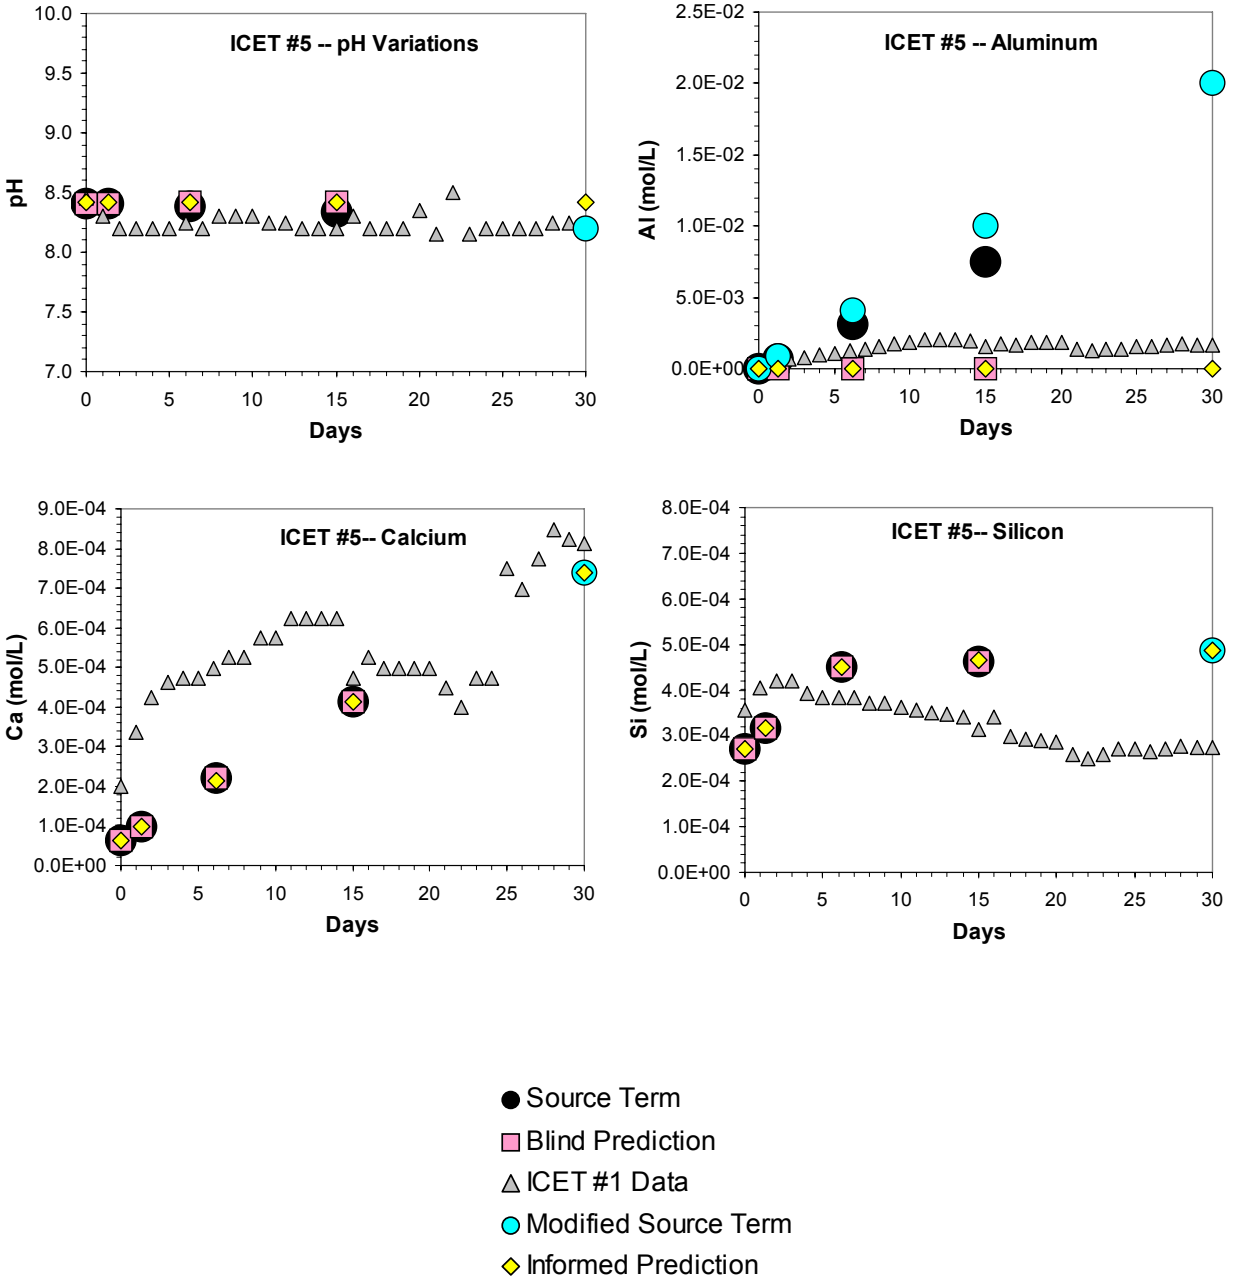 ICET #5 -- pH Variations
10.0
9.5
9.0
8.5
8.0
7.5
7.0
pH
0 5 10 15 20 25 30
Days
ICET #5 -- Aluminum
2.5E-02
2.0E-02
1.5E-02
1.0E-02
5.0E-03
0.0E+00
Al (mol/L)
0 5 10 15 20 25 30
Days
ICET #5-- Calcium
9.0E-04
8.0E-04
7.0E-04
6.0E-04
5.0E-04
4.0E-04
3.0E-04
2.0E-04
1.0E-04
0.0E+00
Ca (mol/L)
0 5 10 15 20 25 30
Days
ICET #5-- Silicon
8.0E-04
7.0E-04
6.0E-04
5.0E-04
4.0E-04
3.0E-04
2.0E-04
1.0E-04
0.0E+00
Si (mol/L)
0 5 10 15 20 25 30
Days
Source Term
Blind Prediction
ICET #1 Data
Modified Source Term
Informed Prediction